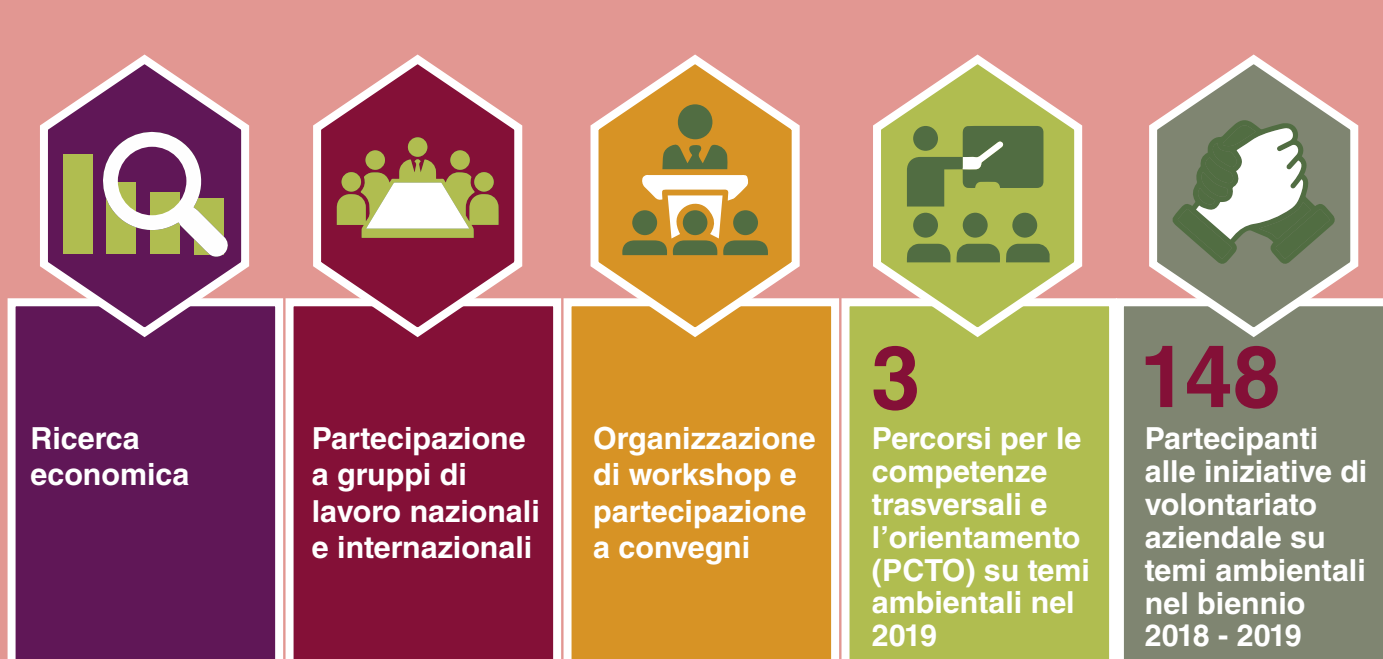 Ricerca
economica
Partecipazione
a gruppi di
lavoro nazionali
e internazionali
Organizzazione
di workshop e
partecipazione
a convegni
3
Percorsi per le
competenze
trasversali e
l'orientamento
(PCTO) su temi
ambientali nel
2019
148
Partecipanti
alle iniziative di
volontariato
aziendale su
temi ambientali
nel biennio
2018 - 2019